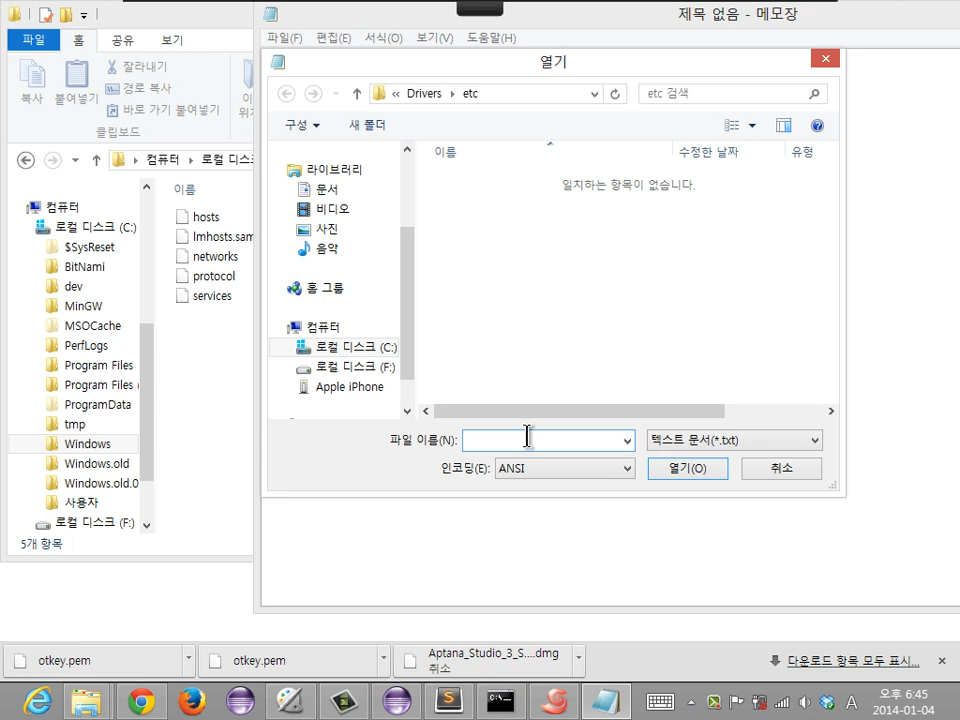 제목 없음 - 메모장
파일
홈
공유
보기
파일(F)
편집(E)
서식(O)
보기(V)
도움말(H)
열기
복사
붙여넣기
잘라내기
경로 복사
바로 가기 붙여넣기
클립보드
« Drivers etc
etc 검색
구성
새 폴더
컴퓨터
로컬 디스크
이름
hosts
lmhosts.sam
networks
protocol
services
컴퓨터
로컬 디스크 (C:)
$SysReset
BitNami
dev
MinGW
MSOCache
PerfLogs
Program Files
Program Files (
ProgramData
tmp
Windows
Windows.old
Windows.old.0
사용자
로컬 디스크 (F:)
5개 항목
라이브러리
문서
비디오
사진
음악
홈 그룹
컴퓨터
로컬 디스크 (C:)
로컬 디스크 (F:)
Apple iPhone
이름
수정한 날짜
유형
일치하는 항목이 없습니다.
파일 이름(N):
텍스트 문서(*.txt)
인코딩(E):
ANSI
열기(O)
취소
otkey.pem
otkey.pem
Aptana_Studio_3_S....dmg
취소
다운로드 항목 모두 표시...
A
오후 6:45
2014-01-04